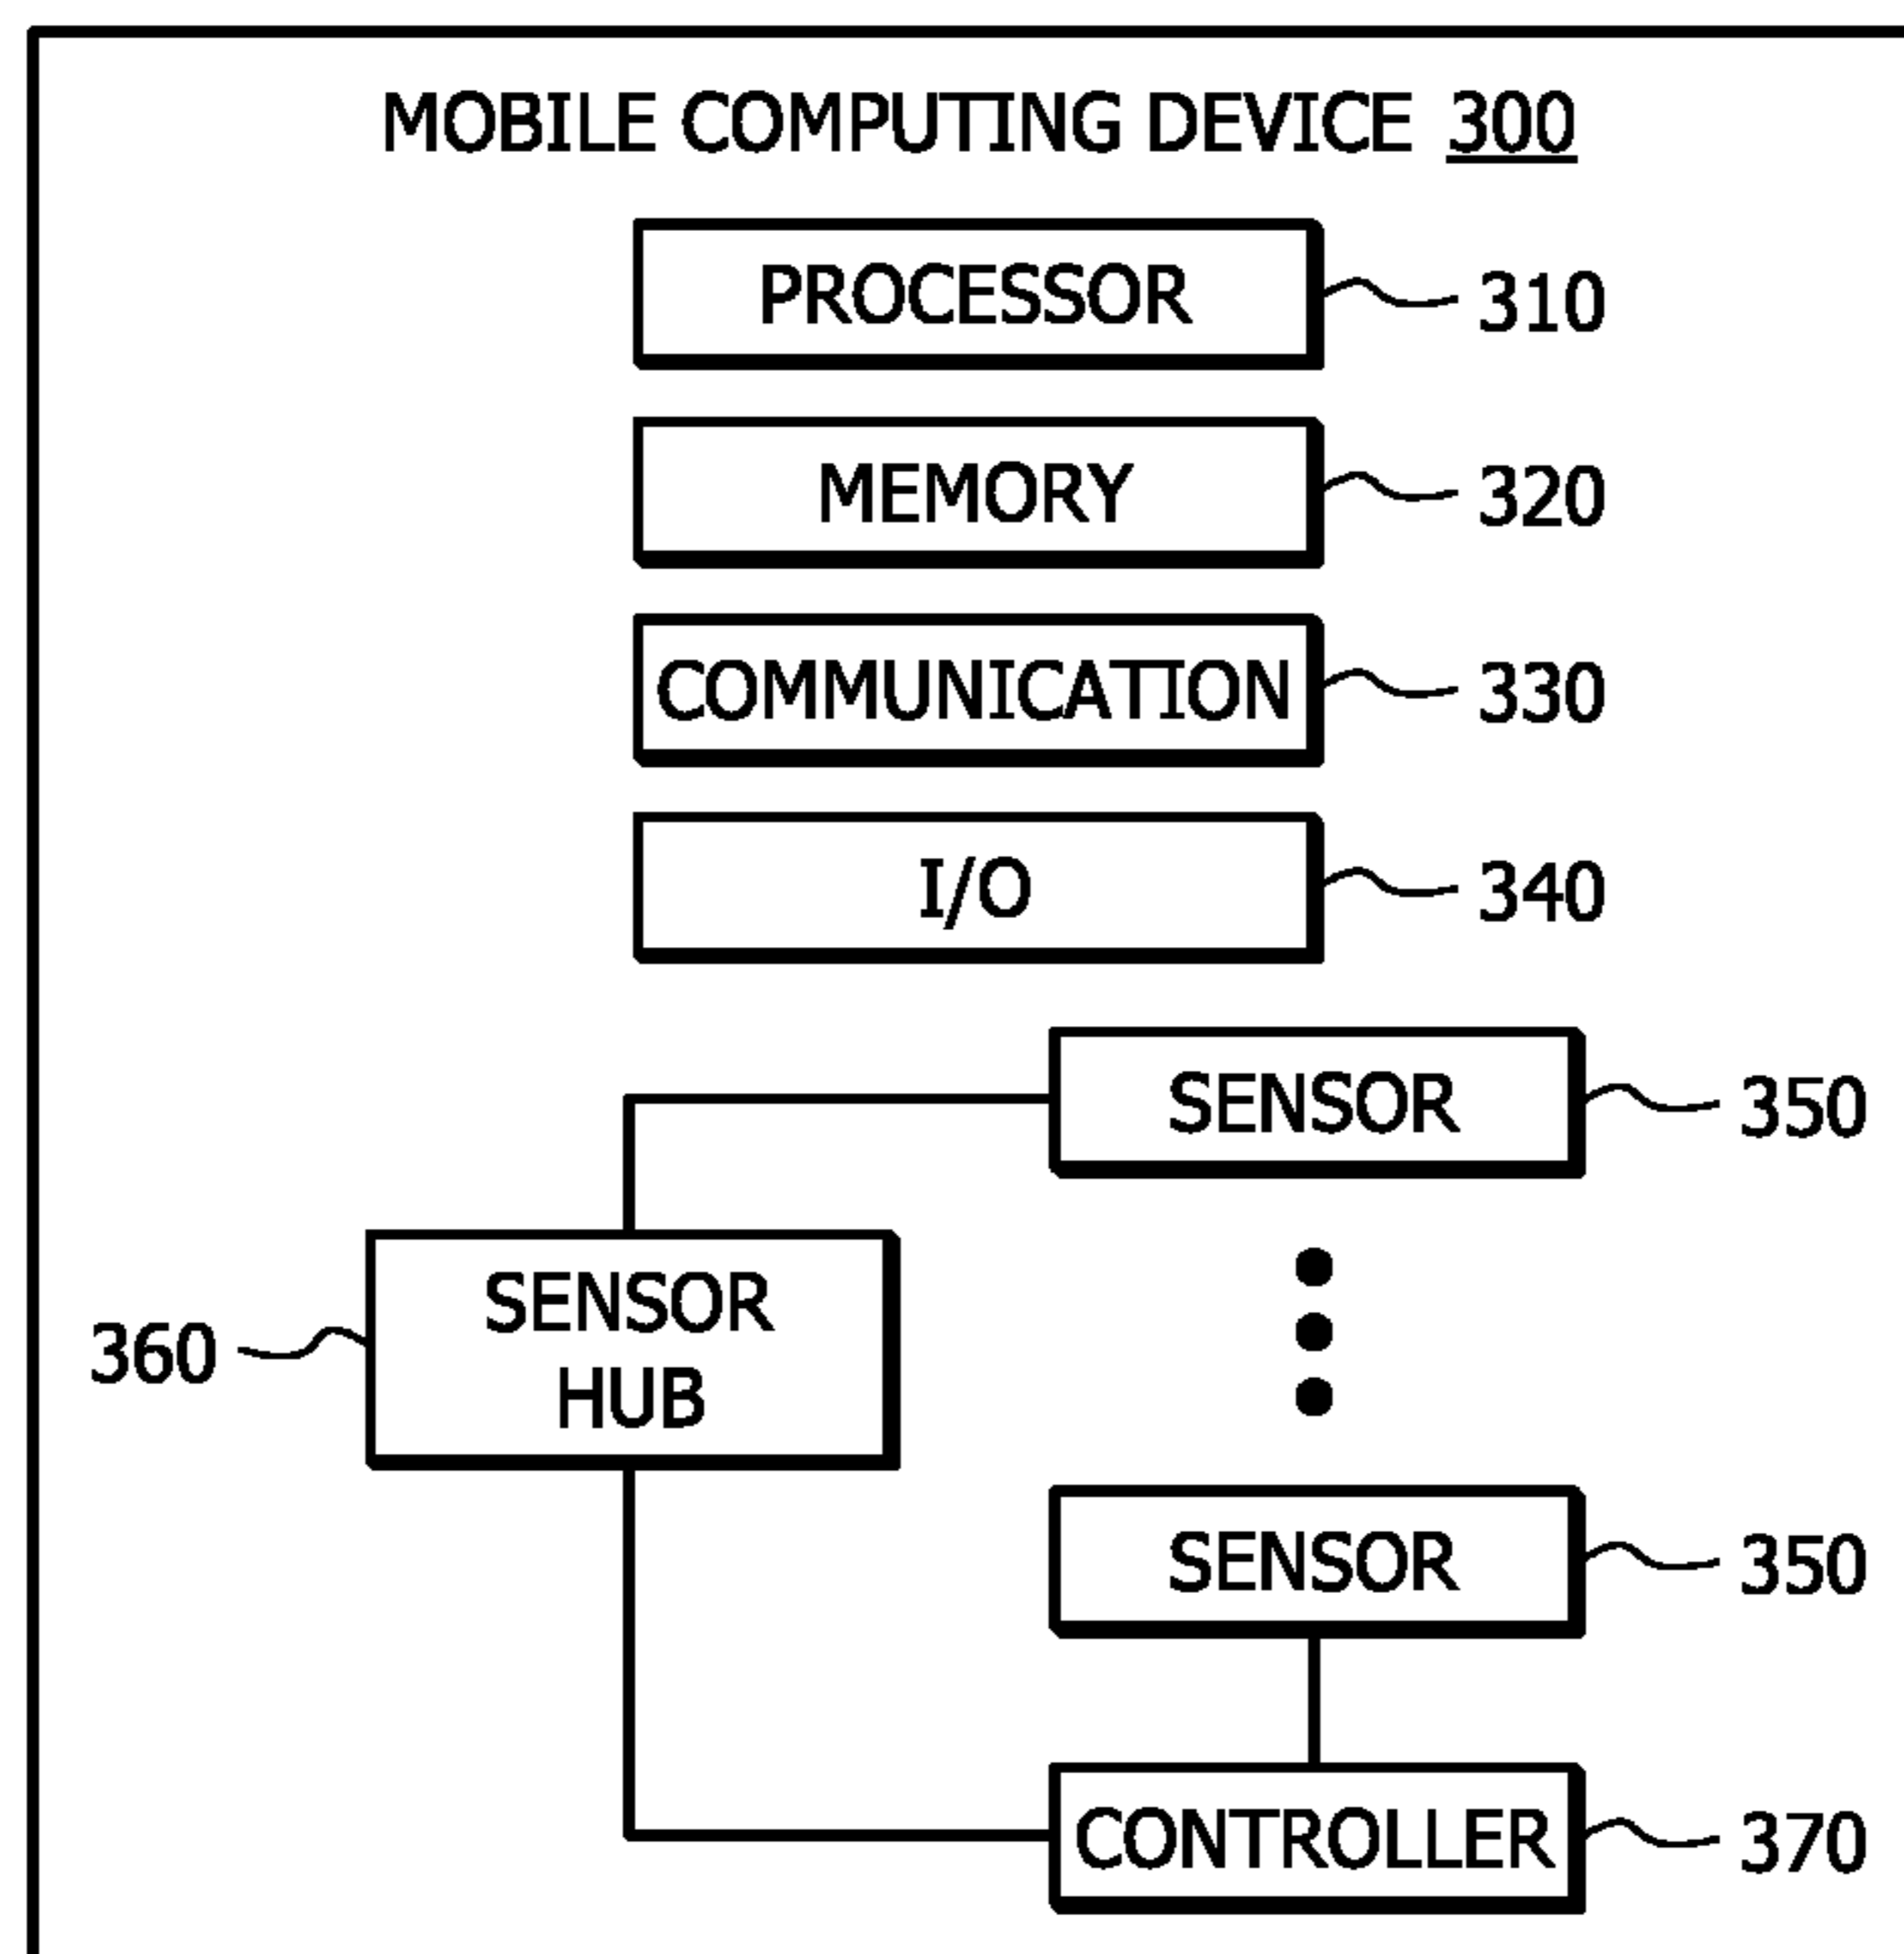 MOBILE COMPUTING DEVICE 300
PROCESSOR
310
MEMORY
320
COMMUNICATION
330
I/O
340
SENSOR
350
SENSOR
HUB
360
SENSOR
350
CONTROLLER
370